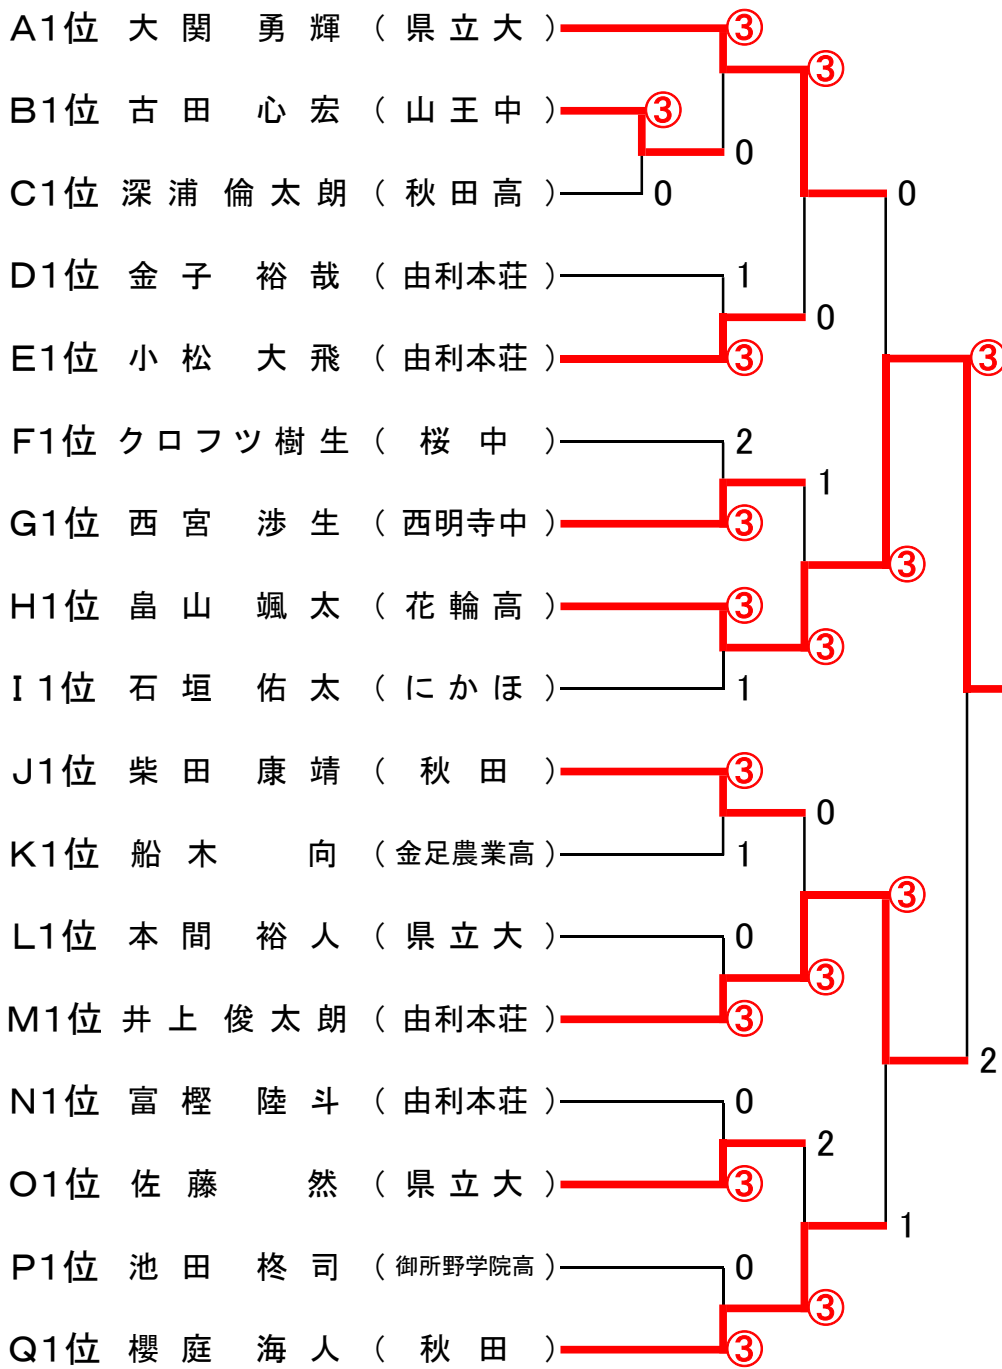 A1位 大関 勇輝 (県立大) ③
③
B1位 古田 心宏 (山王中) ③
0
C1位 深浦 倫太朗 (秋田高) 0 0
D1位 金子 裕哉 (由利本荘) 1
0
E1位 小松 大飛 (由利本荘) ③ ③
F1位 クロフツ樹生 (桜中) 2
1
G1位 西宮 渉生 (西明寺中) ③
③
H1位 畠山 颯太 (花輪高) ③
③
I1位 石垣 佑太 (にかほ) 1
J1位 柴田 康靖 (秋田) ③
0
K1位 船木 向 (金足農業高) 1
③
L1位 本間 裕人 (県立大) 0
③
M1位 井上 俊太朗 (由利本荘) ③
2
N1位 富樫 陸斗 (由利本荘) 0
2
O1位 佐藤 然 (県立大) ③
1
P1位 池田 柊司 (御所野学院高) 0
③
Q1位 櫻庭 海人 (秋田) ③